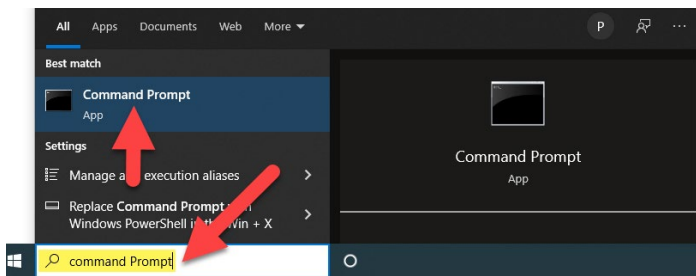 All Apps Documents Web More P ...
Best match
Command Prompt
App
Settings
Manage execution aliases
Replace Command Prompt
Windows PowerShell in Win + X
Command Prompt
App
command Prompt